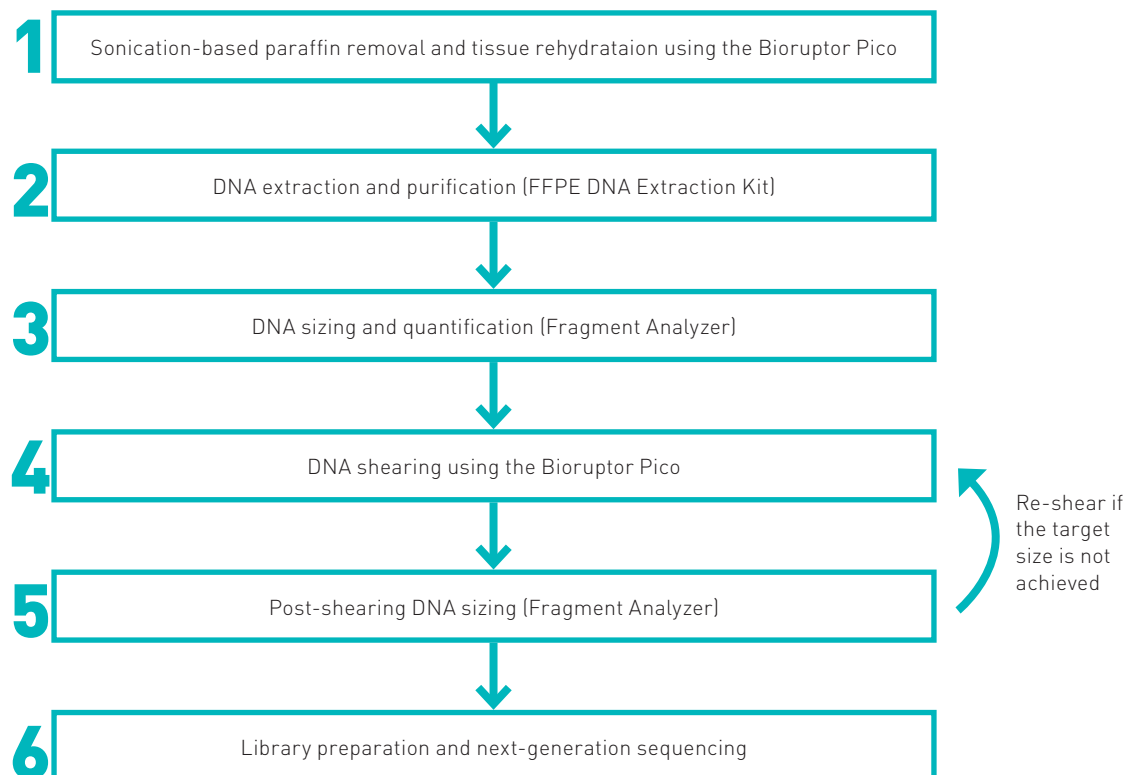 1
Sonication-based paraffin removal and tissue rehydrataion using the Bioruptor Pico
2
DNA extraction and purification (FFPE DNA Extraction Kit)
3
DNA sizing and quantification (Fragment Analyzer)
4
DNA shearing using the Bioruptor Pico
Re-shear if
the target
size is not
achieved
5
Post-shearing DNA sizing (Fragment Analyzer)
6
Library preparation and next-generation sequencing